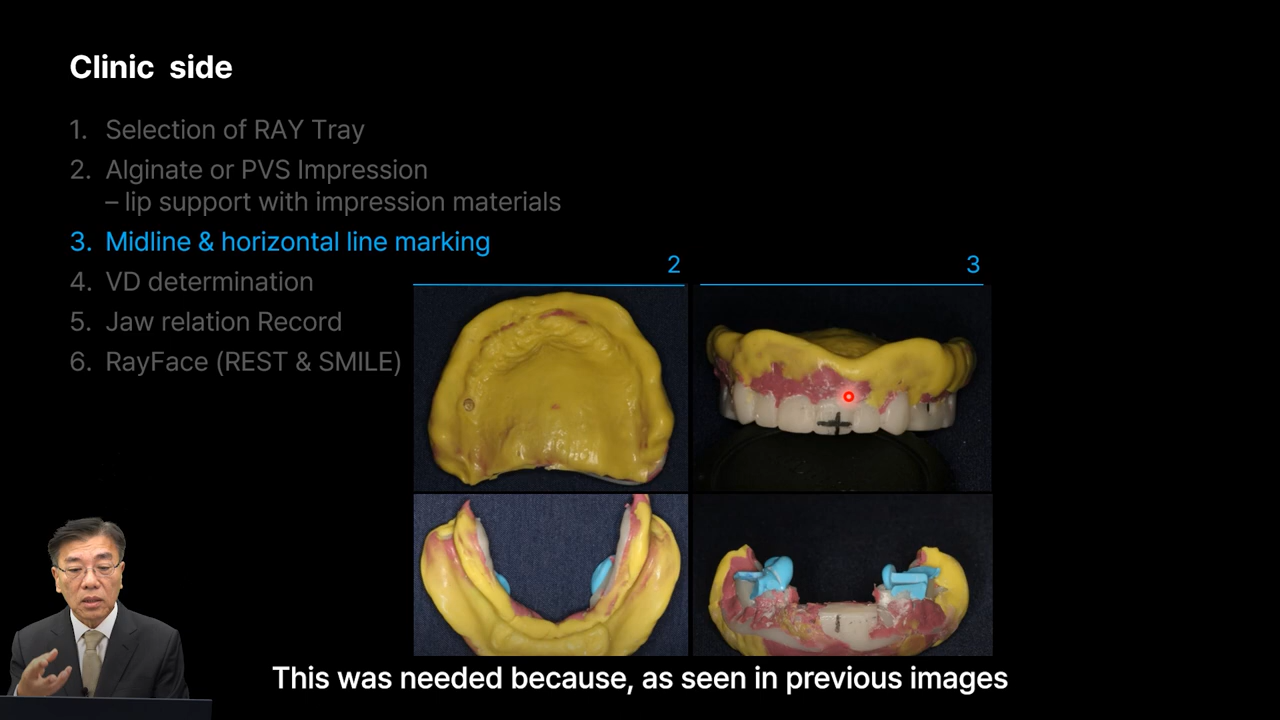 Clinic side
1. Selection of RAY Tray
2. Alginate or PVS Impression
– lip support with impression materials
3. Midline & horizontal line marking
4. VD determination
5. Jaw relation Record
6. RayFace (REST & SMILE)
2
3
This was needed because, as seen in previous images